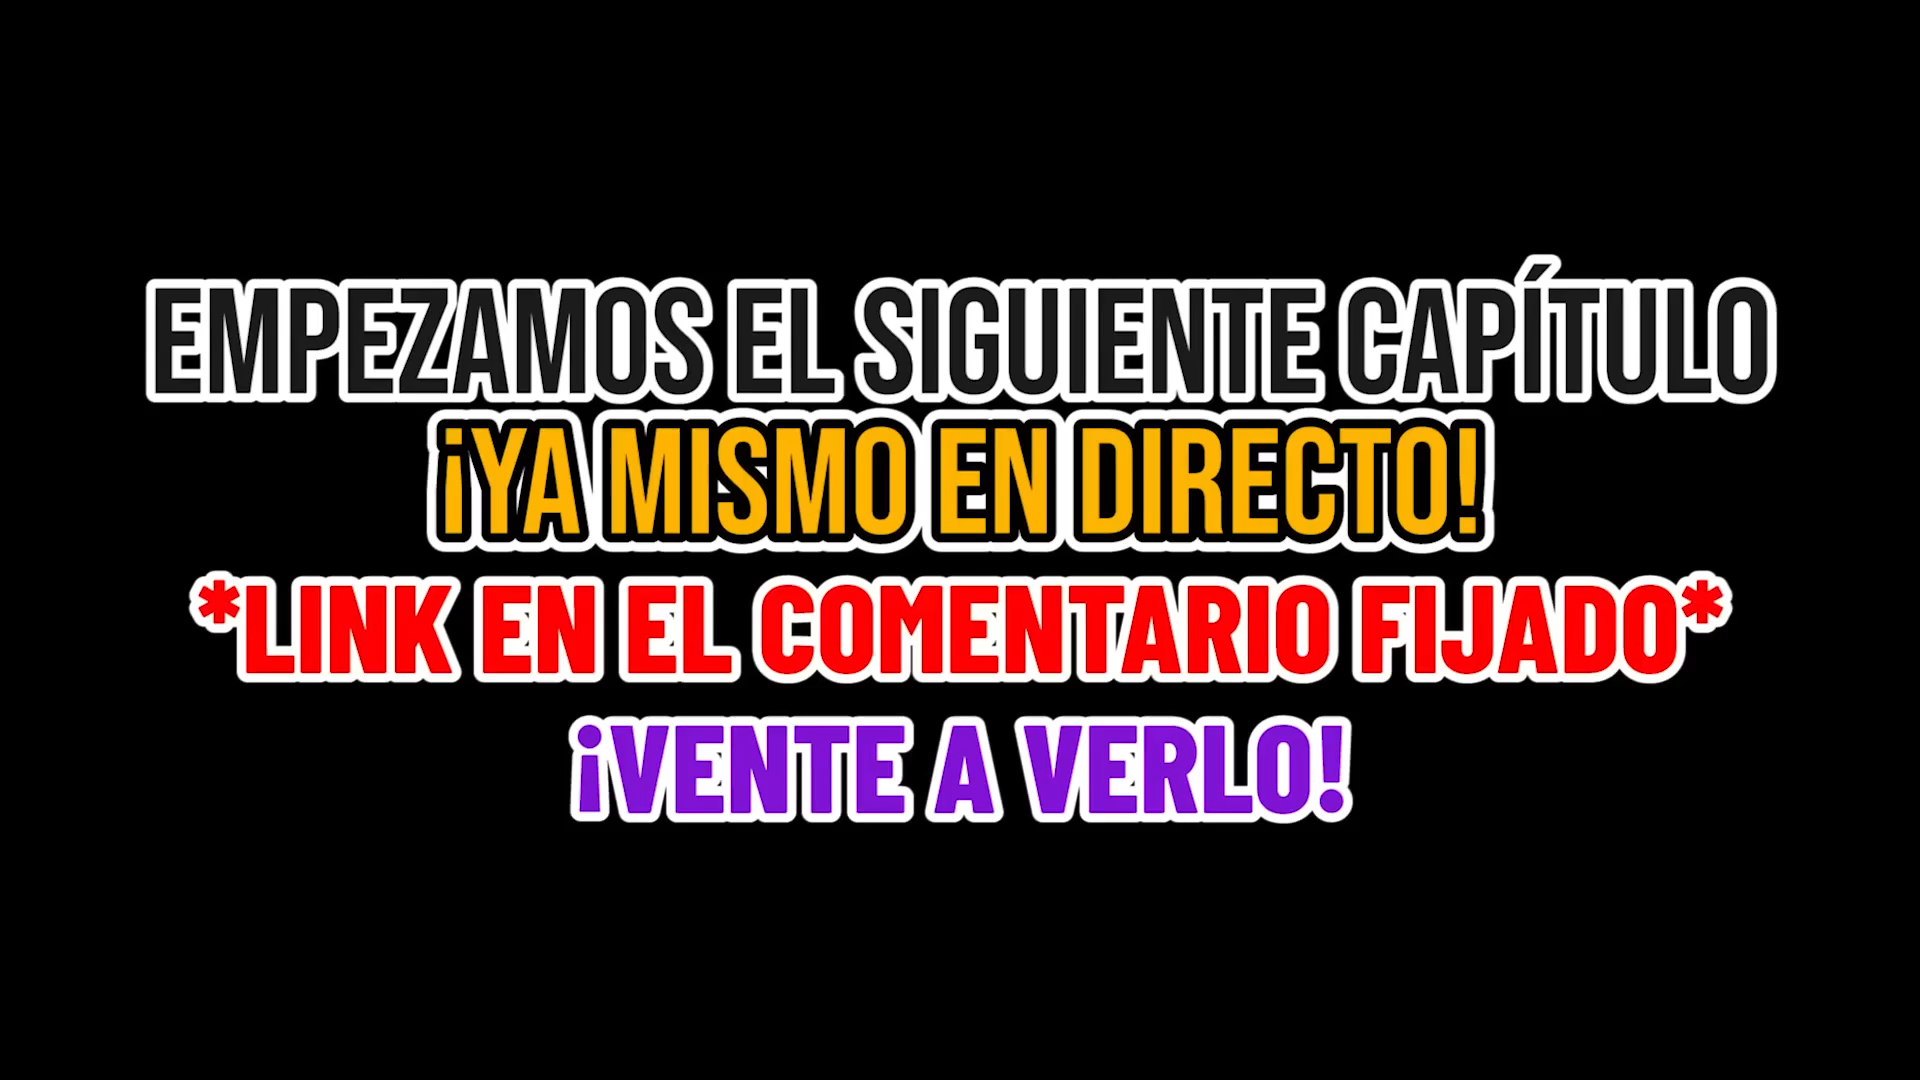 EMPEZAMOS EL SIGUIENTE CAPÍTULO
¡YA MISMO EN DIRECTO!
*LINK EN EL COMENTARIO FIJADO*
¡VENTE A VERLO!